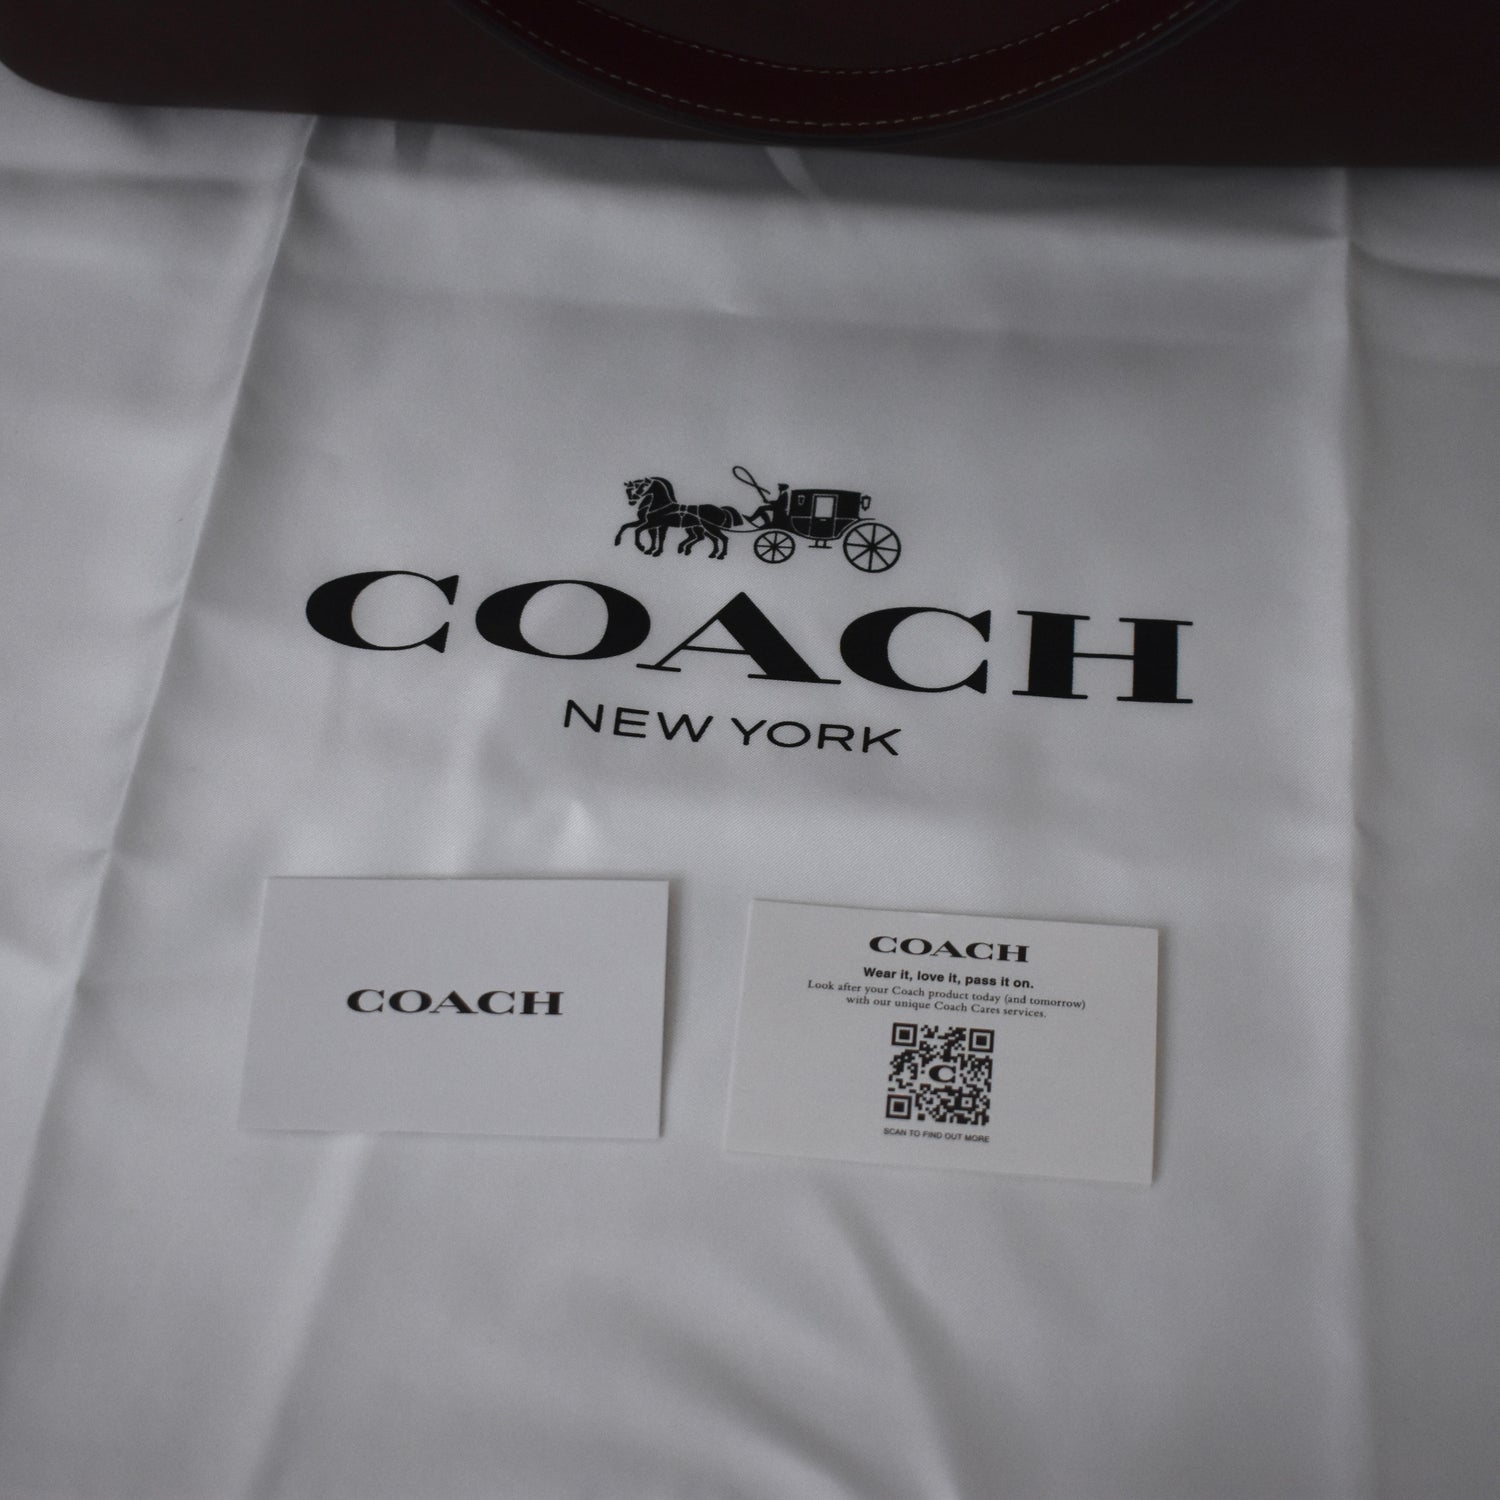 COACH
NEW YORK
COACH
COACH
Wear it, love it, pass it on.
Look after your Coach product today (and tomorrow)
with our unique Coach Cares services.
C
SCAN TO FIND OUT MORE